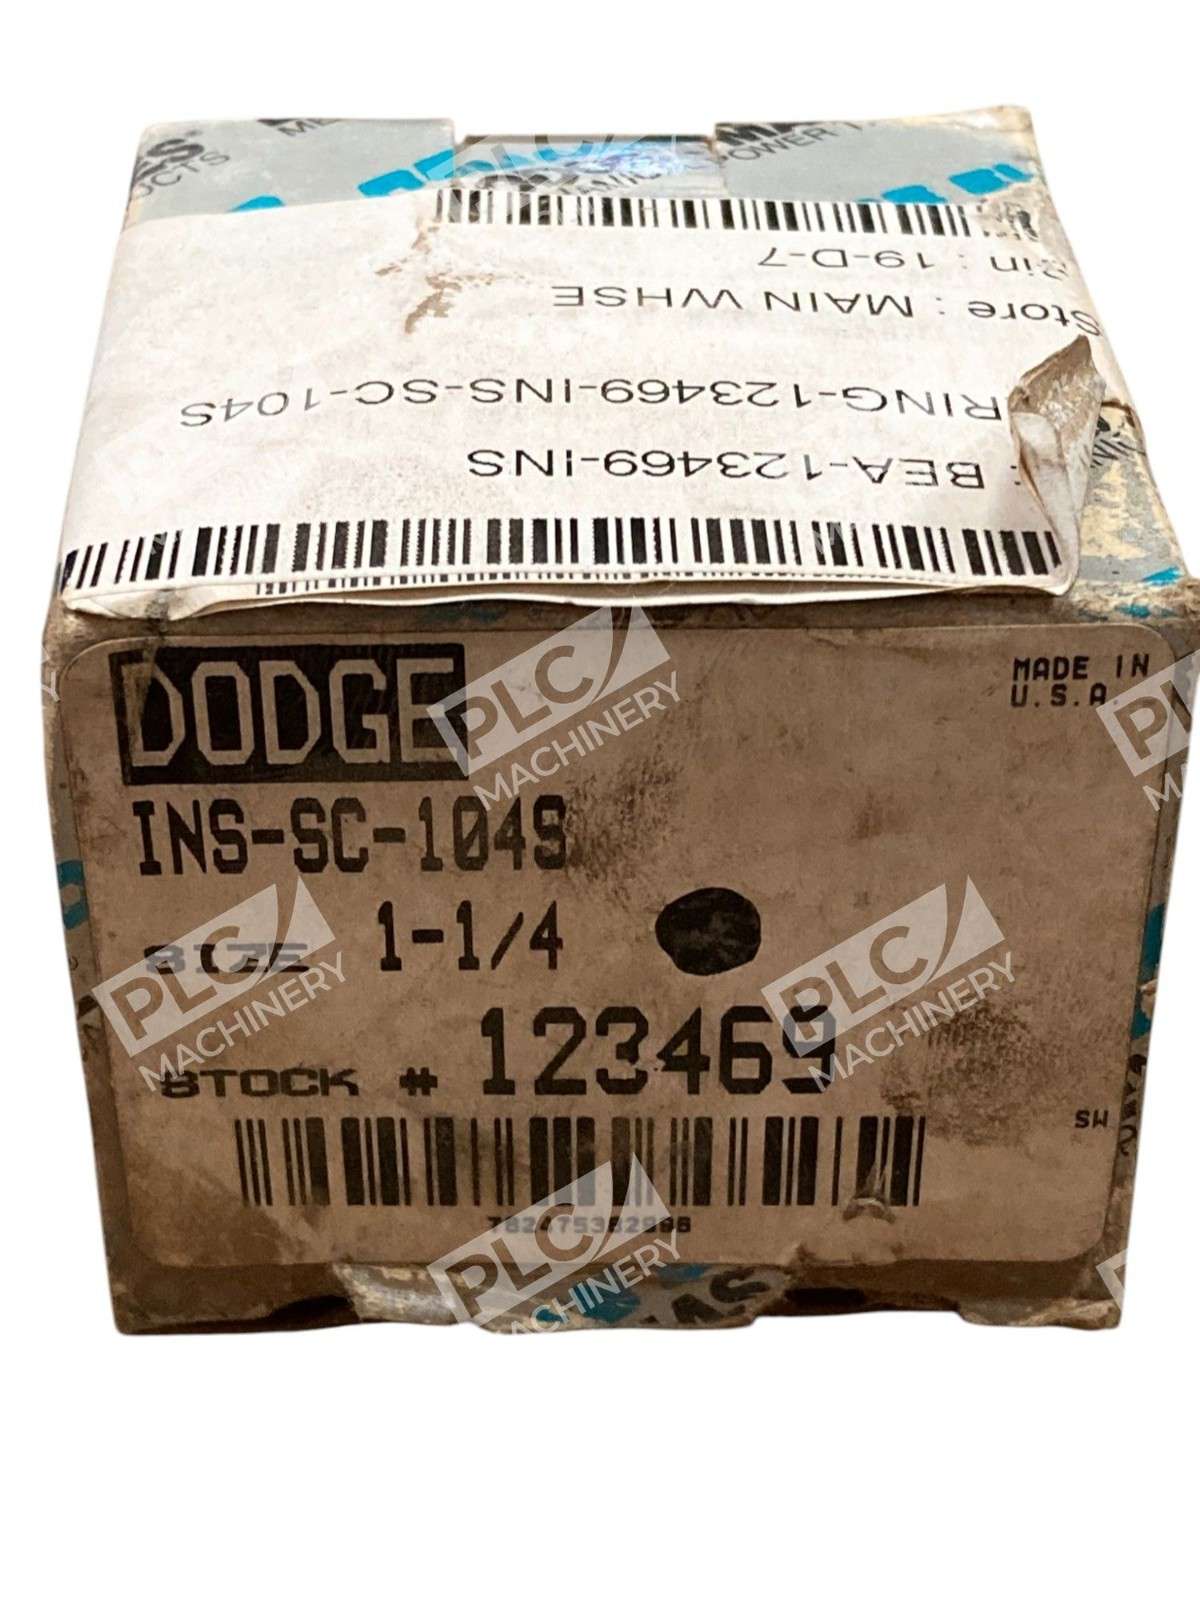 Bin : 19-D-7
Store : MAIN WHSE
RING-123469-INS-SC-104S
: BEA-123469-INS
DODGE
MADE IN
U.S.A.
INS-SC-104S
SIZE 1-1/4
STOCK # 123469
SW
PLC
MACHINERY
PLC
MACHINERY
PLC
MACHINERY
PLC
MACHINERY